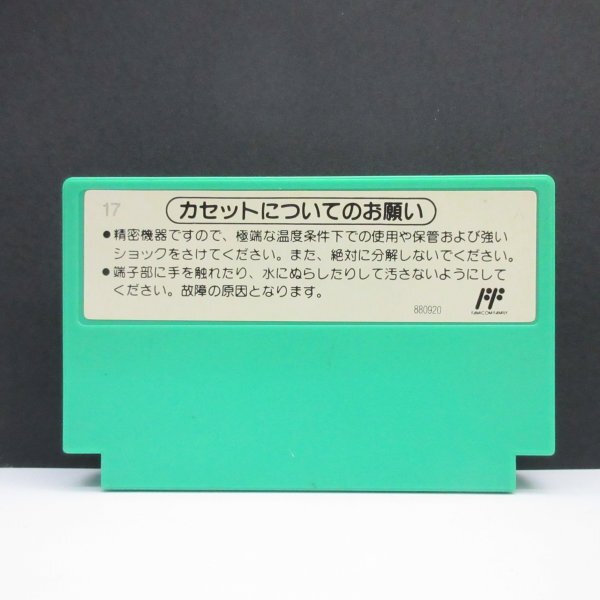 17
カセットについてのお願い
●精密機器ですので、極端な温度条件下での使用や保管および強い
ショックをさけてください。また、絶対に分解しないでください。
●端子部に手を触れたり、水にぬらしたりして汚さないようにして
ください。故障の原因となります。
880920
FAMICOM FAMILY